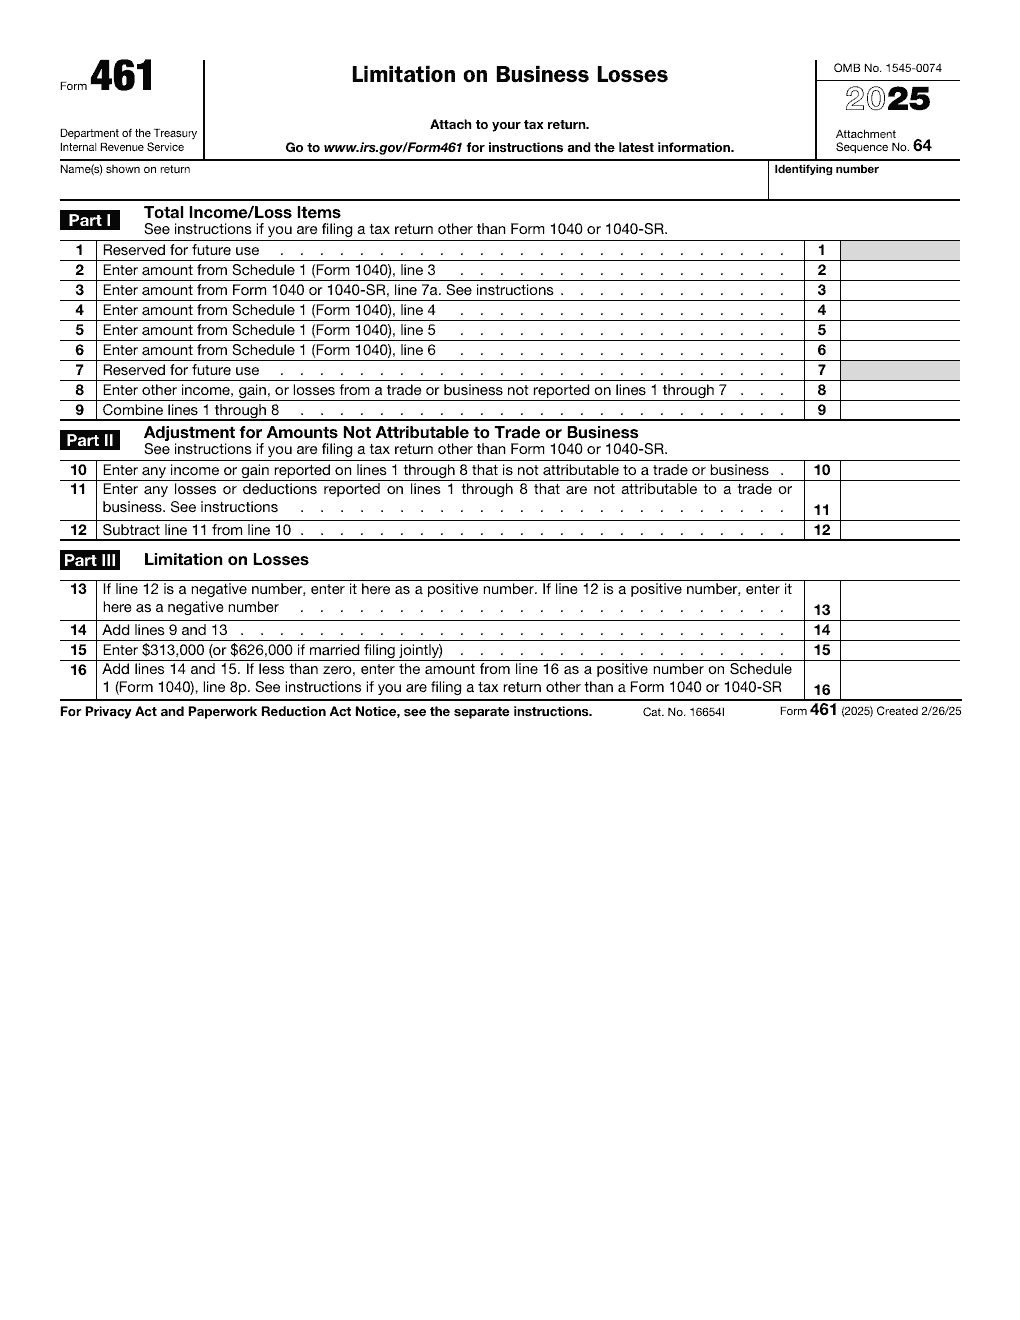 Form 461
Department of the Treasury
Internal Revenue Service
Limitation on Business Losses
Attach to your tax return.
Go to www.irs.gov/Form461 for instructions and the latest information.
OMB No. 1545-0074
2025
Attachment
Sequence No. 64
Name(s) shown on return
Identifying number
Part I Total Income/Loss Items
See instructions if you are filing a tax return other than Form 1040 or 1040-SR.
1 Reserved for future use . . . . . . . . . . . . . . . . . . . . . . . . . . 1
2 Enter amount from Schedule 1 (Form 1040), line 3 . . . . . . . . . . . . . . . . . 2
3 Enter amount from Form 1040 or 1040-SR, line 7a. See instructions . . . . . . . . . . . . 3
4 Enter amount from Schedule 1 (Form 1040), line 4 . . . . . . . . . . . . . . . . . 4
5 Enter amount from Schedule 1 (Form 1040), line 5 . . . . . . . . . . . . . . . . . 5
6 Enter amount from Schedule 1 (Form 1040), line 6 . . . . . . . . . . . . . . . . . 6
7 Reserved for future use . . . . . . . . . . . . . . . . . . . . . . . . . . 7
8 Enter other income, gain, or losses from a trade or business not reported on lines 1 through 7 . . . 8
9 Combine lines 1 through 8 . . . . . . . . . . . . . . . . . . . . . . . . . 9
Part II Adjustment for Amounts Not Attributable to Trade or Business
See instructions if you are filing a tax return other than Form 1040 or 1040-SR.
10 Enter any income or gain reported on lines 1 through 8 that is not attributable to a trade or business . 10
11 Enter any losses or deductions reported on lines 1 through 8 that are not attributable to a trade or
business. See instructions . . . . . . . . . . . . . . . . . . . . . . . . . 11
12 Subtract line 11 from line 10 . . . . . . . . . . . . . . . . . . . . . . . . . 12
Part III Limitation on Losses
13 If line 12 is a negative number, enter it here as a positive number. If line 12 is a positive number, enter it
here as a negative number . . . . . . . . . . . . . . . . . . . . . . . . . 13
14 Add lines 9 and 13 . . . . . . . . . . . . . . . . . . . . . . . . . . . . 14
15 Enter $313,000 (or $626,000 if married filing jointly) . . . . . . . . . . . . . . . . . 15
16 Add lines 14 and 15. If less than zero, enter the amount from line 16 as a positive number on Schedule
1 (Form 1040), line 8p. See instructions if you are filing a tax return other than a Form 1040 or 1040-SR 16
For Privacy Act and Paperwork Reduction Act Notice, see the separate instructions. Cat. No. 16654I Form 461 (2025) Created 2/26/25